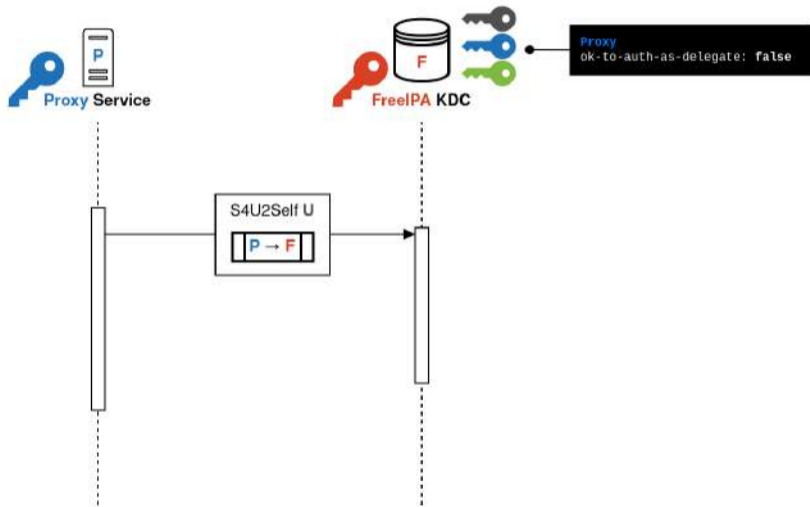 P
Proxy Service
F
FreeIPA KDC
Proxy
ok-to-auth-as-delegate: false
S4U2Self U
P → F